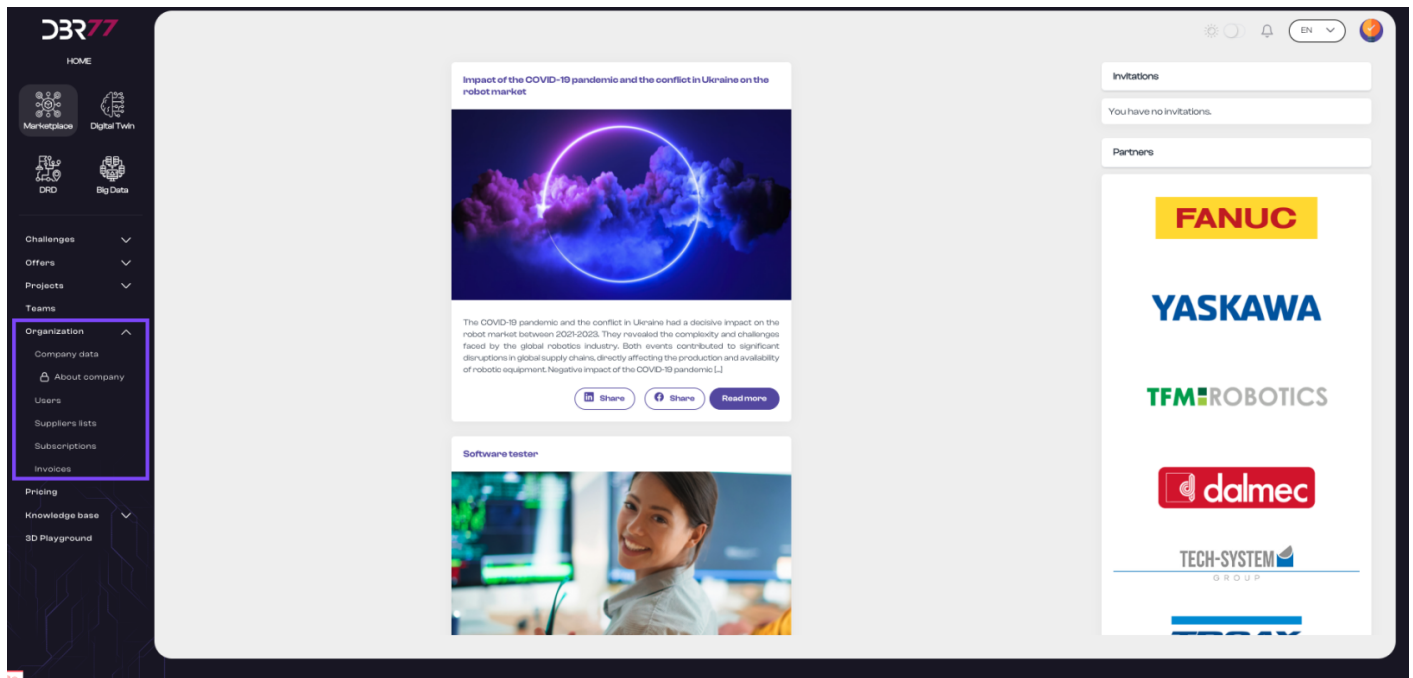 DBR77
HOME
Marketplace
Digital Twin
DRD
Big Data
Challenges
Offers
Projects
Teams
Organization
Company data
About company
Users
Suppliers lists
Subscriptions
Invoices
Pricing
Knowledge base
3D Playground
EN
Impact of the COVID-19 pandemic and the conflict in Ukraine on the
robot market
The COVID-19 pandemic and the conflict in Ukraine had a decisive impact on the
robot market between 2021-2023. They revealed the complexity and challenges
faced by the global robotics industry. Both events contributed to significant
disruptions in global supply chains, directly affecting the production and availability
of robotic equipment. Negative impact of the COVID-19 pandemic [...]
Share
Share
Read more
Software tester
Invitations
You have no invitations.
Partners
FANUC
YASKAWA
TFM ROBOTICS
dalmec
TECH-SYSTEM
GROUP